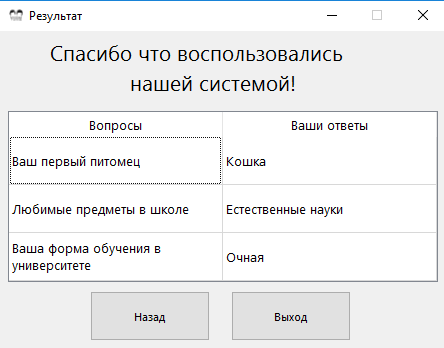 Результат
Спасибо что воспользовались
нашей системой!
Вопросы Ваши ответы
Ваш первый питомец Кошка
Любимые предметы в школе Естественные науки
Ваша форма обучения в
университете Очная
Назад Выход